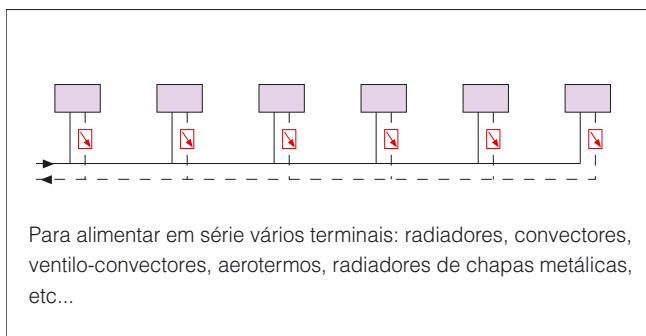 Para alimentar em série vários terminais: radiadores, convectores,
ventilo-convectores, aerotermos, radiadores de chapas metálicas,
etc...